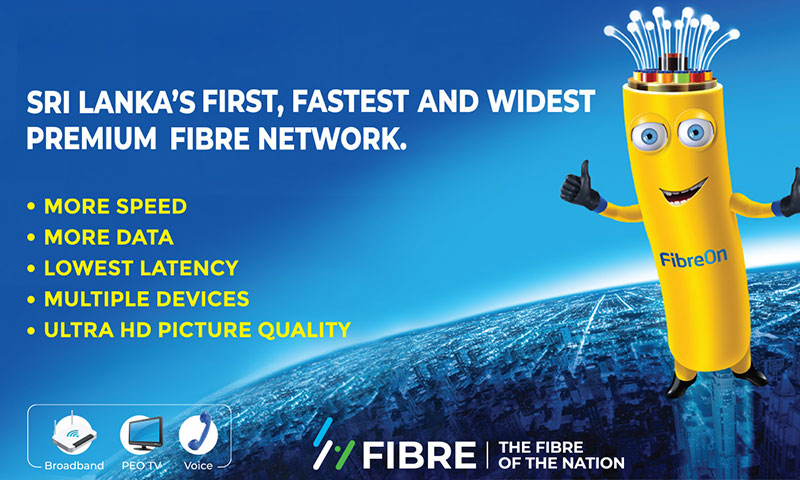 SRI LANKA'S FIRST, FASTEST AND WIDEST
PREMIUM FIBRE NETWORK.
• MORE SPEED
• MORE DATA
• LOWEST LATENCY
• MULTIPLE DEVICES
• ULTRA HD PICTURE QUALITY
FibreOn
Broadband
PEO TV
Voice
FIBRE
THE FIBRE
OF THE NATION